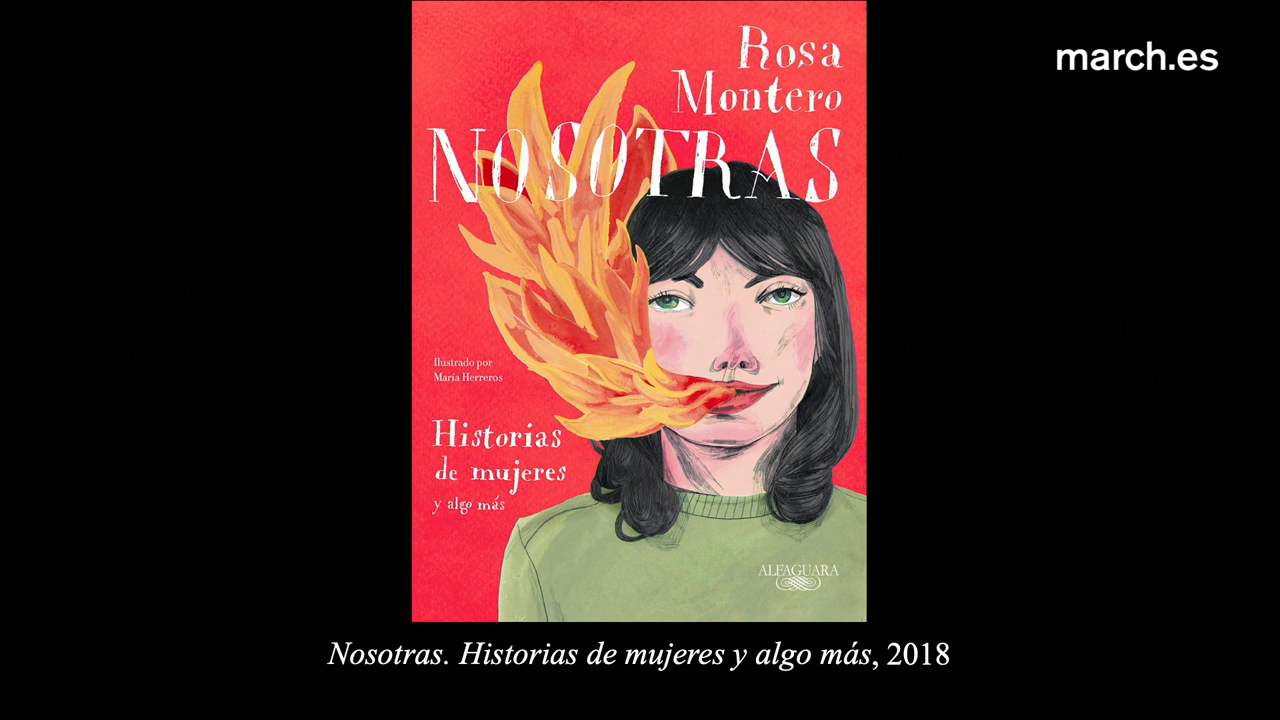 march.es
Rosa
Montero
NOSOTRAS
Ilustrado por
María Herreros
Historias
de mujeres
y algo más
ALFAGUARA
Nosotras. Historias de mujeres y algo más, 2018